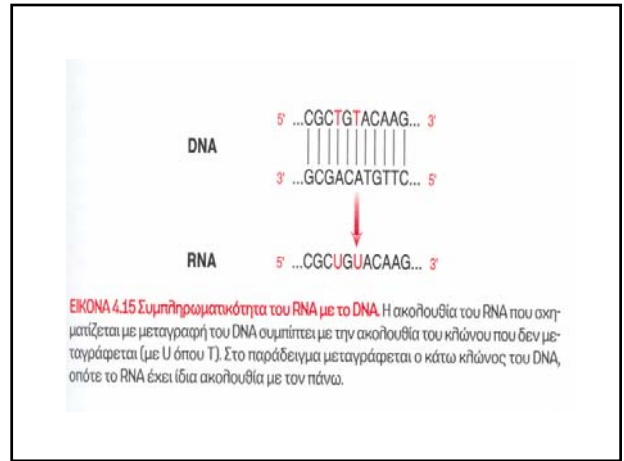 5' ...CGCTGTACAAG... 3'
DNA
3' ...GCGACATGTTC... 5'
RNA 5' ...CGCUGUACAAG... 3'
ΕΙΚΟΝΑ 4.15 Συμπληρωματικότητα του RNA με το DNA. Η ακολουθία του RNA που σχη-
ματίζεται με μεταγραφή του DNA συμπίπτει με την ακολουθία του κλώνου που δεν με-
ταγράφεται (με U όπου T). Στο παράδειγμα μεταγράφεται ο κάτω κλώνος του DNA,
οπότε το RNA έχει ίδια ακολουθία με τον πάνω.